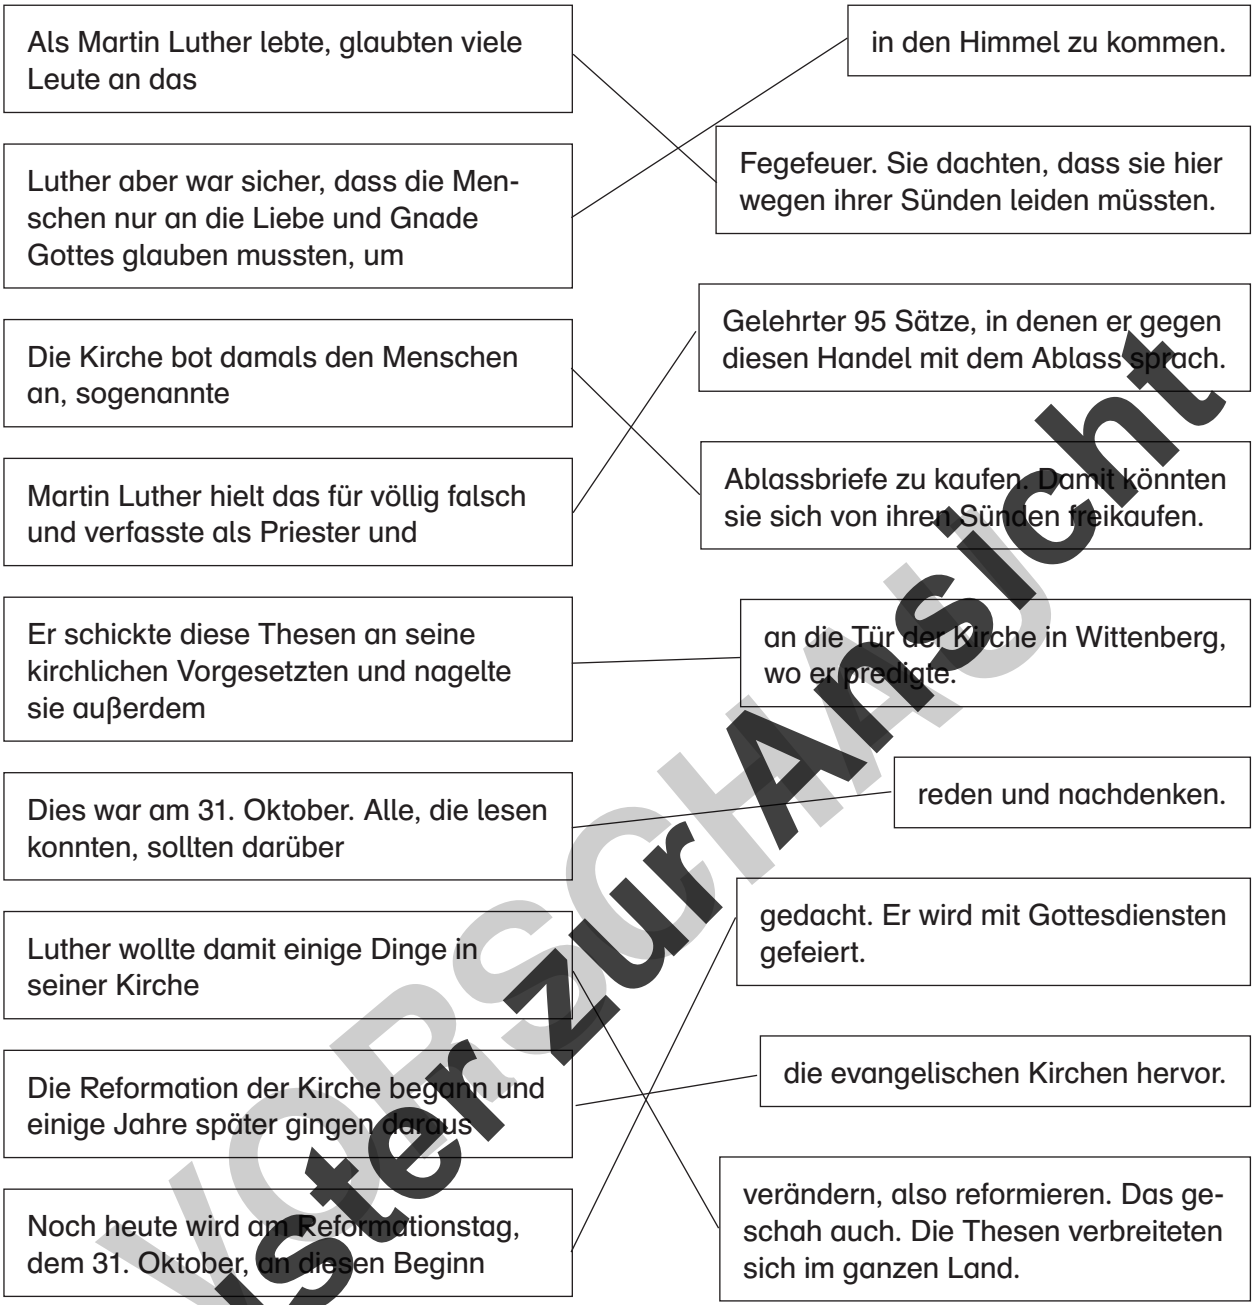 Als Martin Luther lebte, glaubten viele
Leute an das
in den Himmel zu kommen.
Luther aber war sicher, dass die Men-
schen nur an die Liebe und Gnade
Gottes glauben mussten, um
Fegefeuer. Sie dachten, dass sie hier
wegen ihrer Sünden leiden müssten.
Die Kirche bot damals den Menschen
an, sogenannte
Gelehrter 95 Sätze, in denen er gegen
diesen Handel mit dem Ablass sprach.
Martin Luther hielt das für völlig falsch
und verfasste als Priester und
Ablassbriefe zu kaufen. Damit könnten
sie sich von ihren Sünden freikaufen.
Er schickte diese Thesen an seine
kirchlichen Vorgesetzten und nagelte
sie außerdem
an die Tür der Kirche in Wittenberg,
wo er predigte.
Dies war am 31. Oktober. Alle, die lesen
konnten, sollten darüber
reden und nachdenken.
Luther wollte damit einige Dinge in
seiner Kirche
gedacht. Er wird mit Gottesdiensten
gefeiert.
Die Reformation der Kirche begann und
einige Jahre später gingen daraus
die evangelischen Kirchen hervor.
Noch heute wird am Reformationstag,
dem 31. Oktober, an diesen Beginn
verändern, also reformieren. Das ge-
schah auch. Die Thesen verbreiteten
sich im ganzen Land.
VORSCHAU
uster zur Ansicht